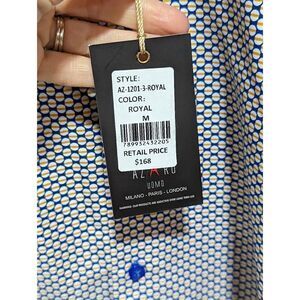 STYLE:
AZ-1201-3-ROYAL
COLOR:
ROYAL
M
789932432205
RETAIL PRICE
$168
AZARO
UOMO
MILANO - PARIS - LONDON